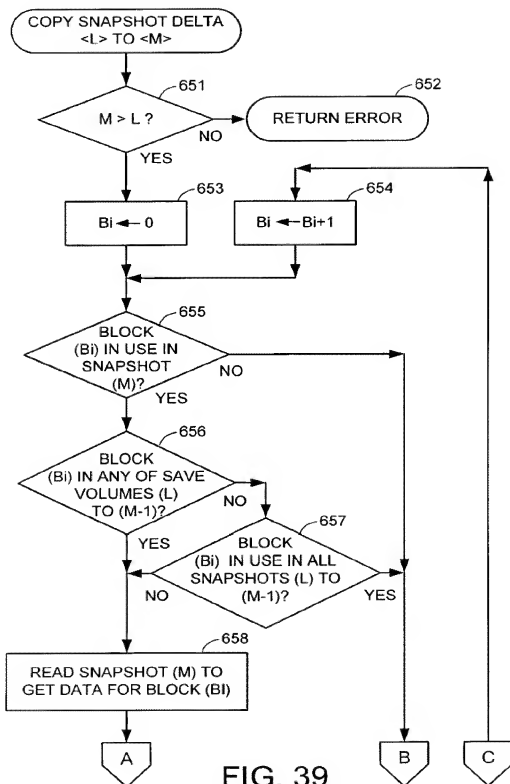 COPY SNAPSHOT DELTA
<L> TO <M>
651
M > L ?
NO
YES
652
RETURN ERROR
653
Bi ← 0
654
Bi ← Bi+1
655
BLOCK
(Bi) IN USE IN
SNAPSHOT
(M)?
NO
YES
656
BLOCK
(Bi) IN ANY OF SAVE
VOLUMES (L)
TO (M-1)?
NO
YES
657
BLOCK
(Bi) IN USE IN ALL
SNAPSHOTS (L) TO
(M-1)?
NO
YES
658
READ SNAPSHOT (M) TO
GET DATA FOR BLOCK (BI)
A
B
C
FIG. 39